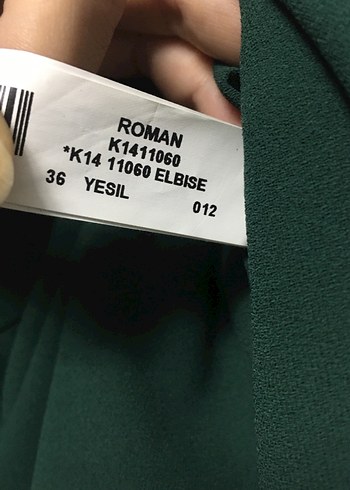 ROMAN
K1411060
*K14 11060 ELBISE
36 YESIL
012